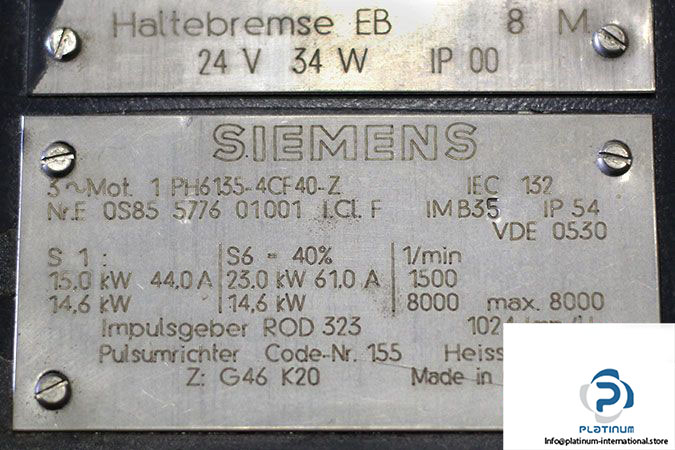 Haltebremse EB 8 M
24 V 34 W IP 00
SIEMENS
3~Mot. 1 PH6135-4CF40-Z IEC 132
Nr.E 0S85 5776 01001 I.Cl. F IM B35 IP 54
VDE 0530
S 1 : S6 - 40% 1/min
15,0 kW 44,0 A 23,0 kW 61,0 A 1500
14,6 kW 14,6 kW 8000 max. 8000
Impulsgeber ROD 323
Pulsumrichter Code-Nr. 155
Z: G46 K20 Made in
PLATINUM
Info@platinum-international.store